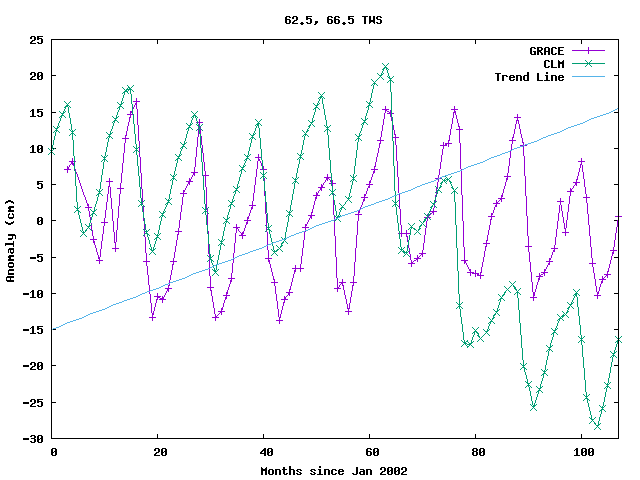 62.5, 66.5 TWS
GRACE
CLM
Trend Line
25
20
15
10
5
0
-5
-10
-15
-20
-25
-30
Anomaly (cm)
0 20 40 60 80 100
Months since Jan 2002